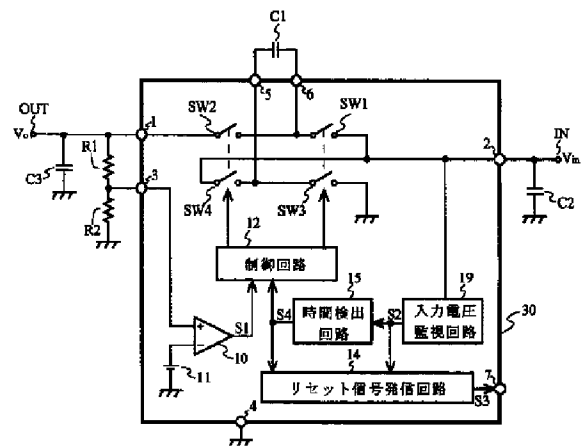 C1
5
6
OUT
Vo
1
SW2
SW1
2
IN
Vin
R1
C3
3
R2
SW4
SW3
C2
12
制御回路
15
時間検出
回路
19
入力電圧
監視回路
30
S1
S4
S2
10
11
14
リセット信号発信回路
7
S3
4